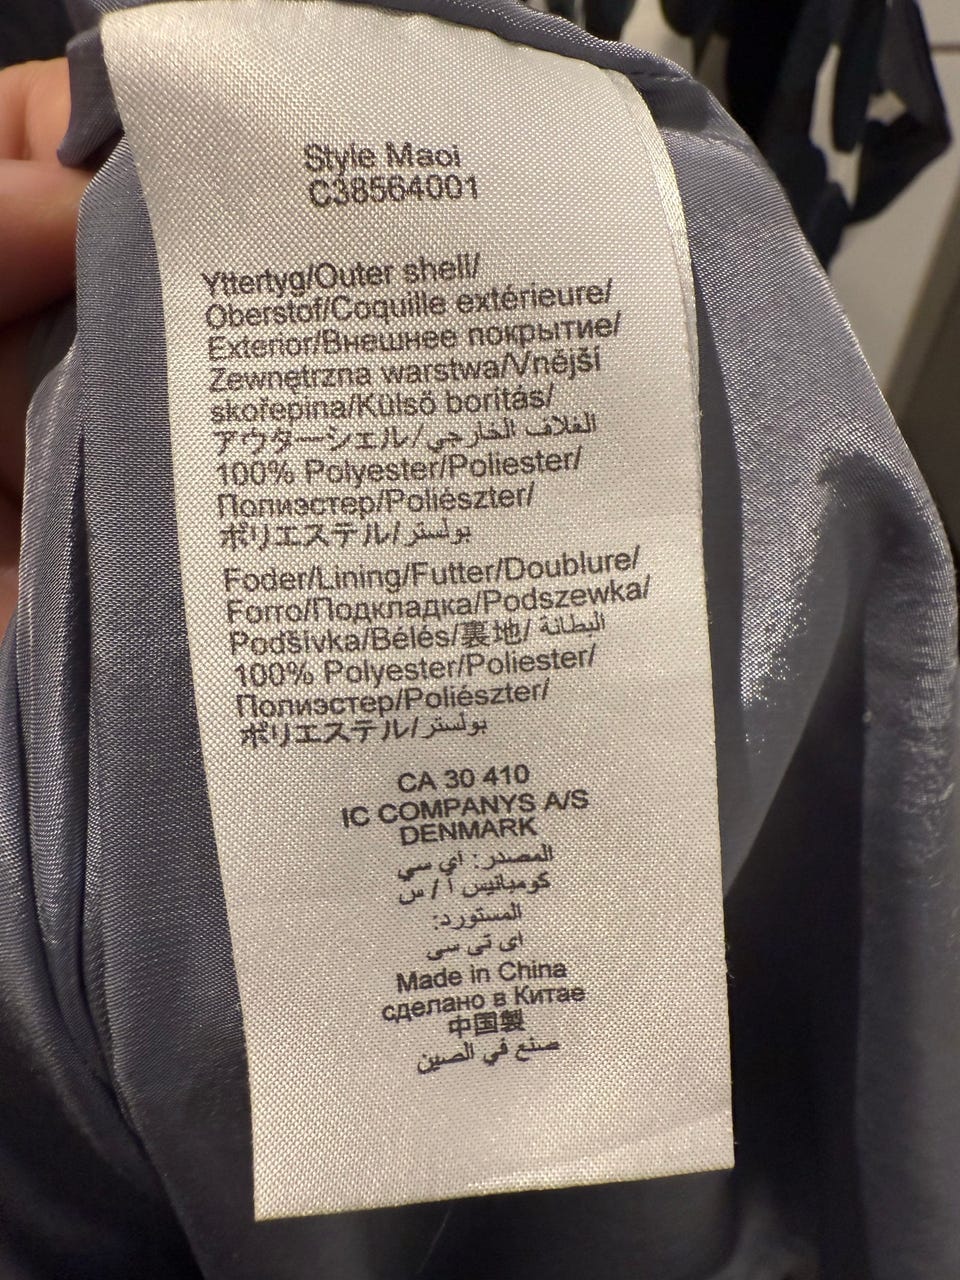 Style Maoi
C38564001
Yttertyg/Outer shell/
Oberstof/Coquille extérieure/
Exterior/Внешнее покрытие/
Zewnętrzna warstwa/Vnější
skořepina/Külső boritás/
アウターシェル/الغلاف الخارجي
100% Polyester/Poliester/
Полиэстер/Poliészter/
ポリエステル/بولستر
Foder/Lining/Futter/Doublure/
Forro/Подкладка/Podszewka/
Podšívka/Bélés/裏地/ البطانة
100% Polyester/Poliester/
Полиэстер/Poliészter/
ポリエステル/بولستر
CA 30 410
IC COMPANYS A/S
DENMARK
المصدر: اي سي
كومبانيس ا / س
المستورد:
اى تى سى
Made in China
сделано в Китае
中国製
صنع في الصين